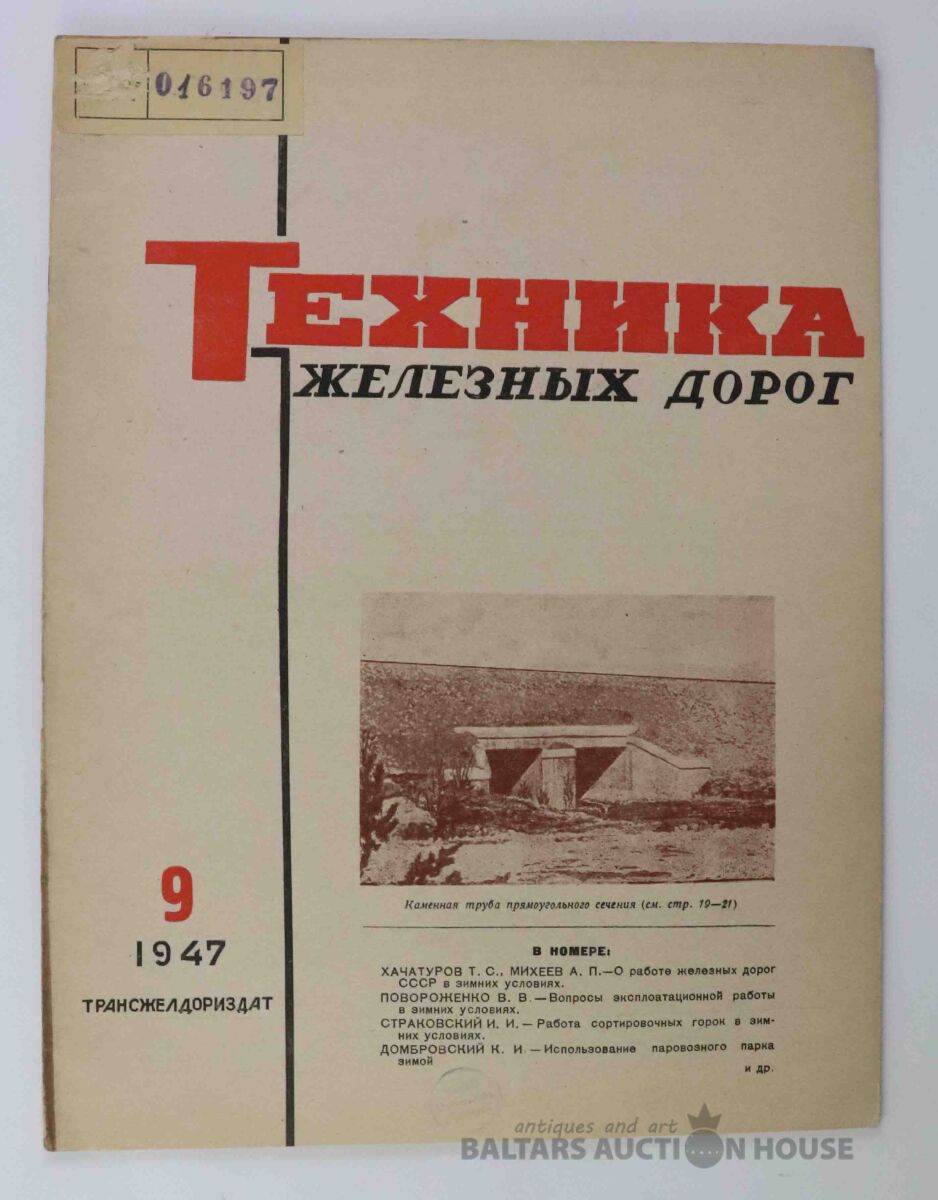 016197
ТЕХНИКА
ЖЕЛЕЗНЫХ ДОРОГ
Каменная труба прямоугольного сечения (см. стр. 19—21)
9
1947
ТРАНСЖЕЛДОРИЗДАТ
В НОМЕРЕ:
ХАЧАТУРОВ Т. С., МИХЕЕВ А. П.—О работе железных дорог
СССР в зимних условиях.
ПОВОРОЖЕНКО В. В.—Вопросы эксплоатационной работы
в зимних условиях.
СТРАКОВСКИЙ И. И.—Работа сортировочных горок в зим-
них условиях.
ДОМБРОВСКИЙ К. И.—Использование паровозного парка
зимой
и др.
antiques and art
BALTARS AUCTION HOUSE